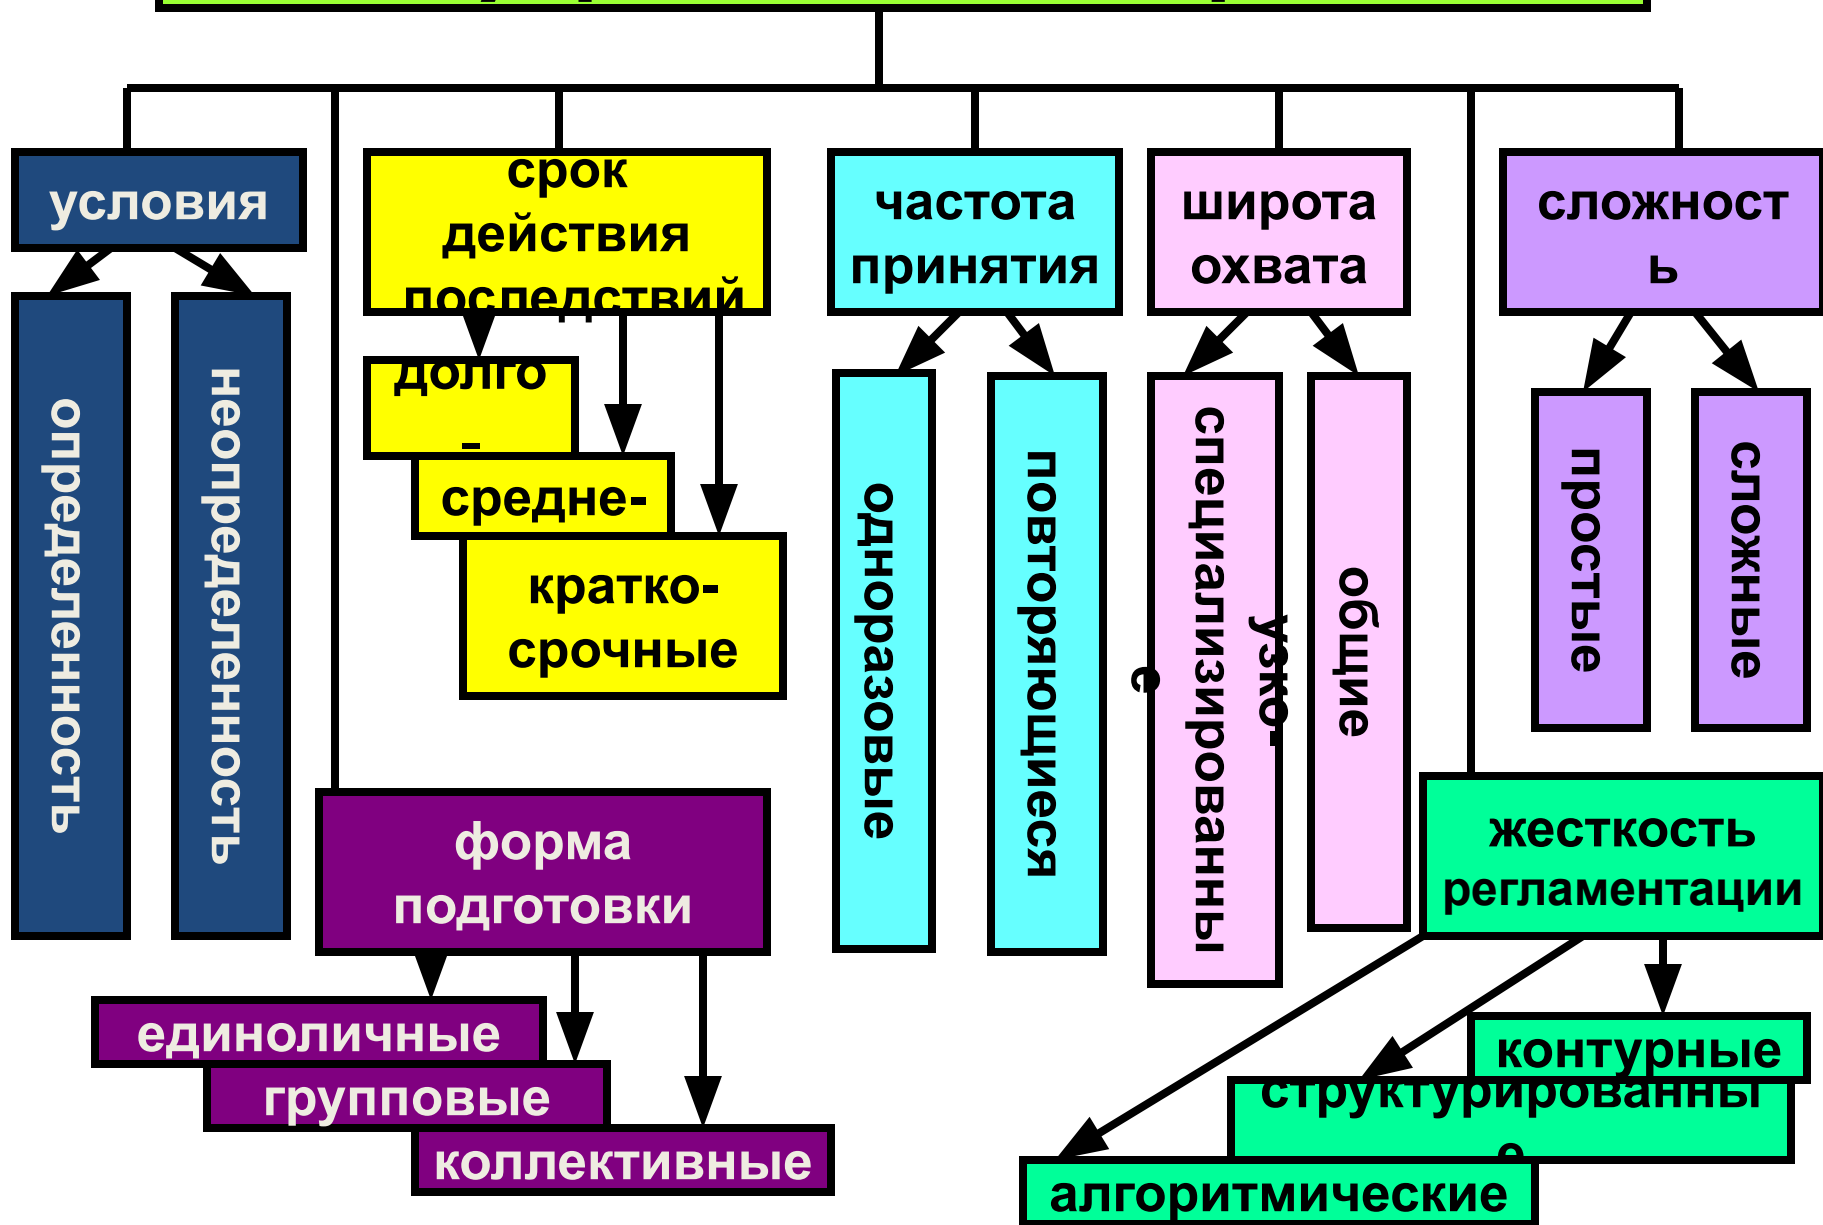 условия
определенность
неопределенность
срок
действия
последствий
долго
-
средне-
кратко-
срочные
частота
принятия
одноразовые
повторяющиеся
широта
охвата
узко-
специализированны
е
общие
сложност
ь
простые
сложные
форма
подготовки
единоличные
групповые
коллективные
жесткость
регламентации
контурные
структурированны
е
алгоритмические